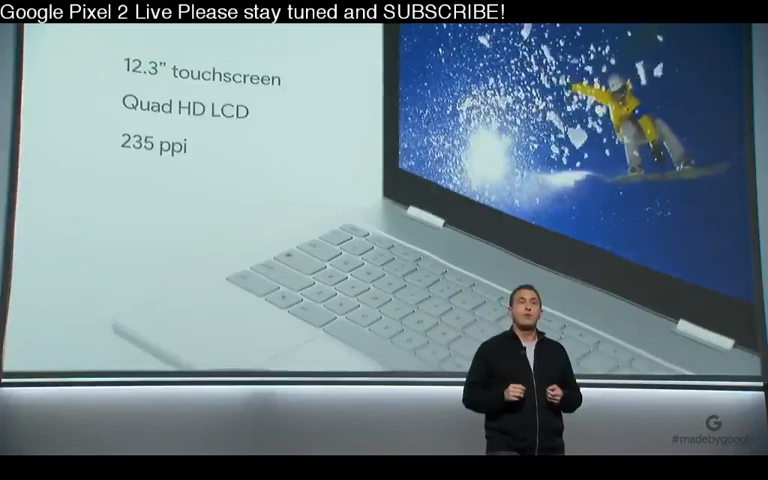 Google Pixel 2 Live Please stay tuned and SUBSCRIBE!
12.3” touchscreen
Quad HD LCD
235 ppi
G
#madebygoogle